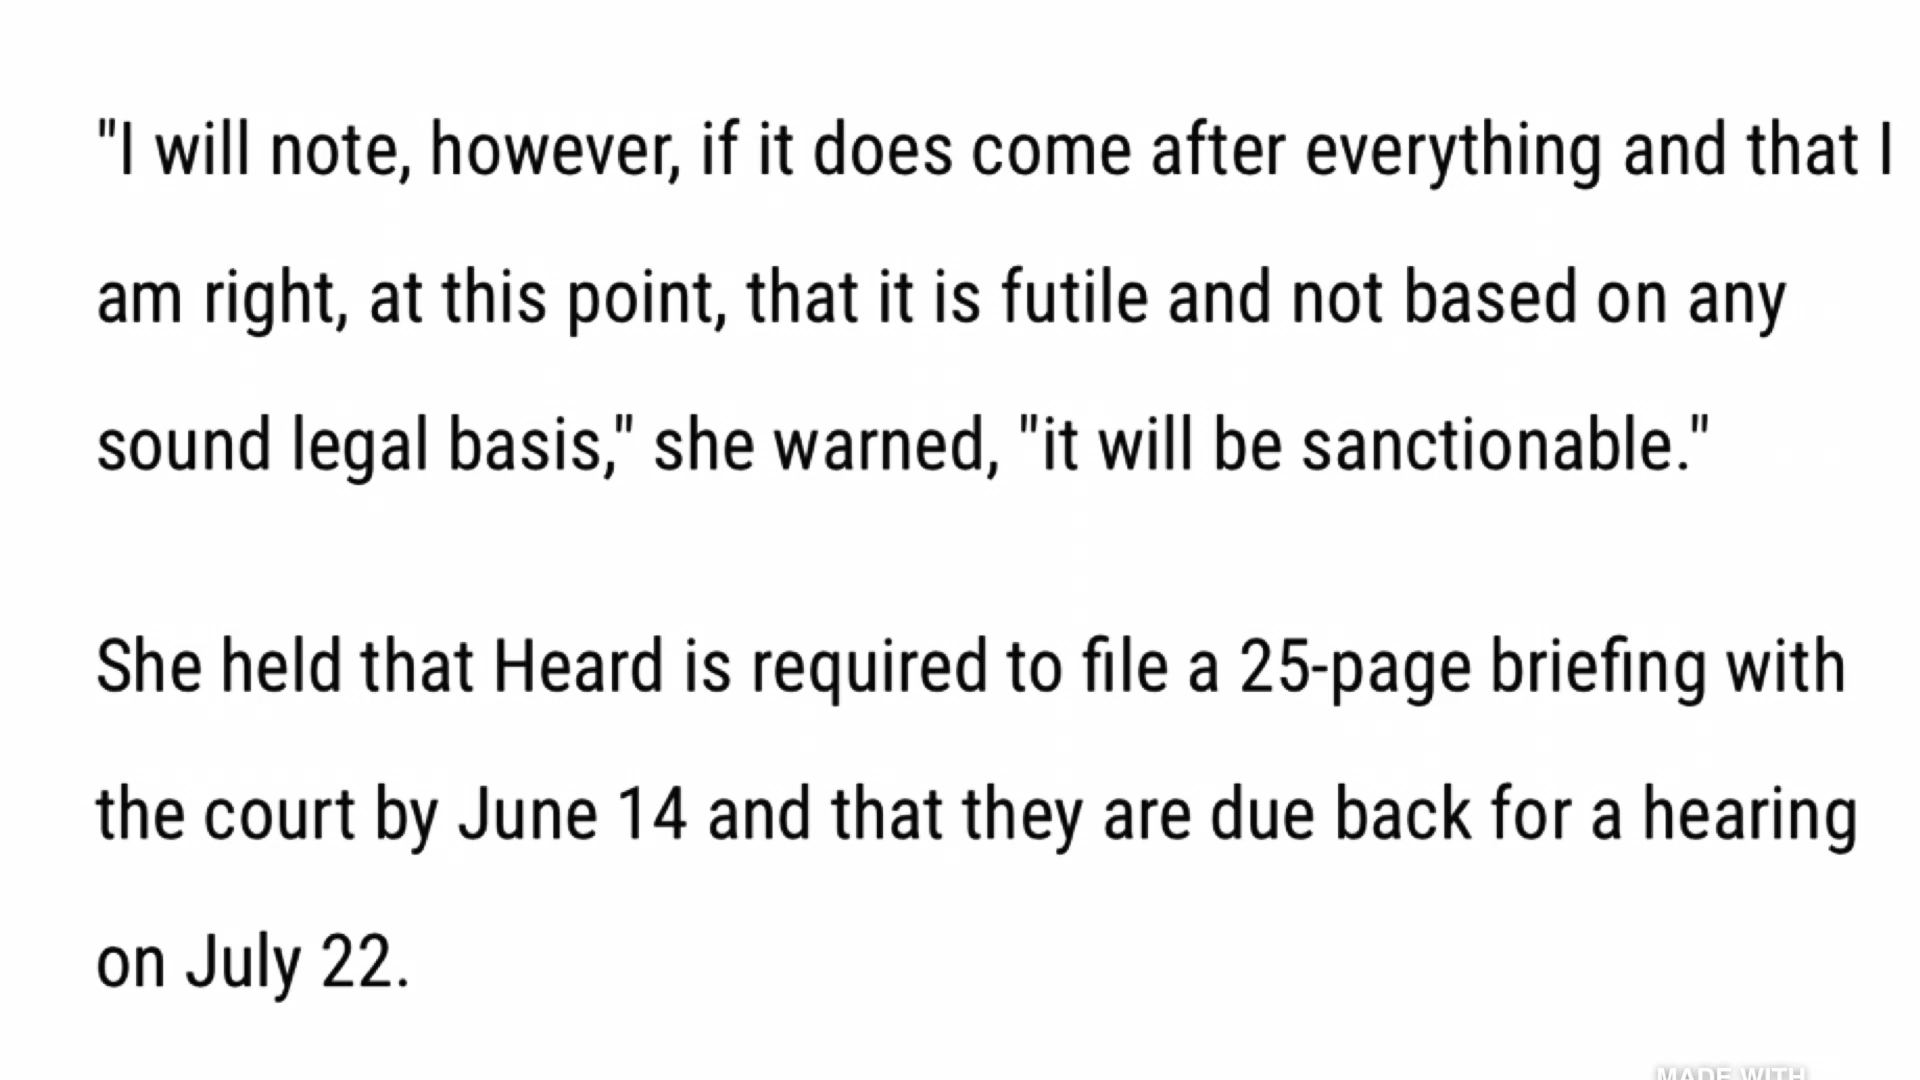 "I will note, however, if it does come after everything and that I
am right, at this point, that it is futile and not based on any
sound legal basis," she warned, "it will be sanctionable."
She held that Heard is required to file a 25-page briefing with
the court by June 14 and that they are due back for a hearing
on July 22.
MADE WITH